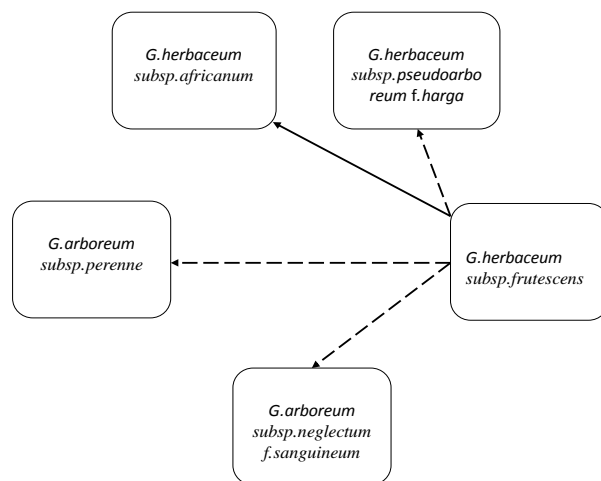 G.herbaceum
subsp.africanum
G.herbaceum
subsp.pseudoarbo
reum f.harga
G.arboreum
subsp.perenne
G.herbaceum
subsp.frutescens
G.arboreum
subsp.neglectum
f.sanguineum